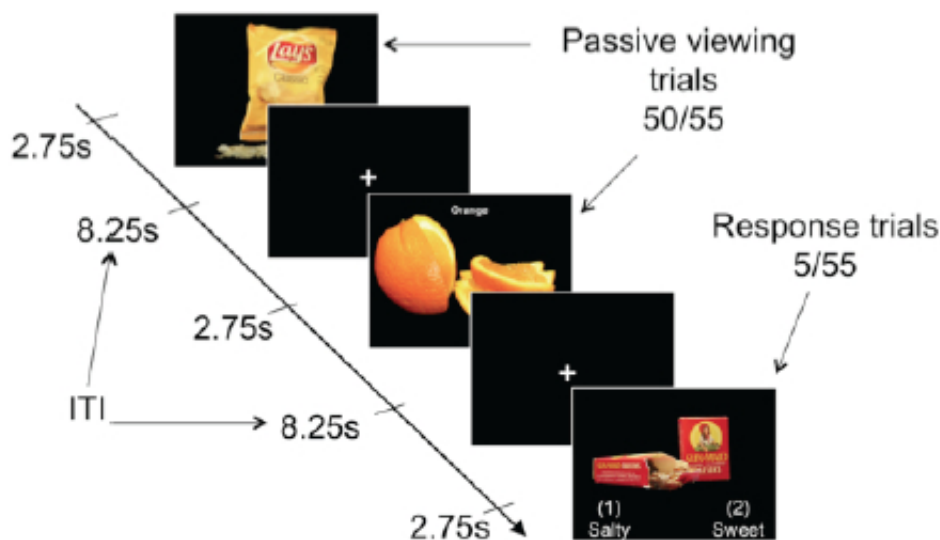 Lays
Classic
Passive viewing
trials
50/55
2.75s
8.25s
Orange
Response trials
5/55
2.75s
ITI
8.25s
(1)
(2)
Salty
Sweet
2.75s